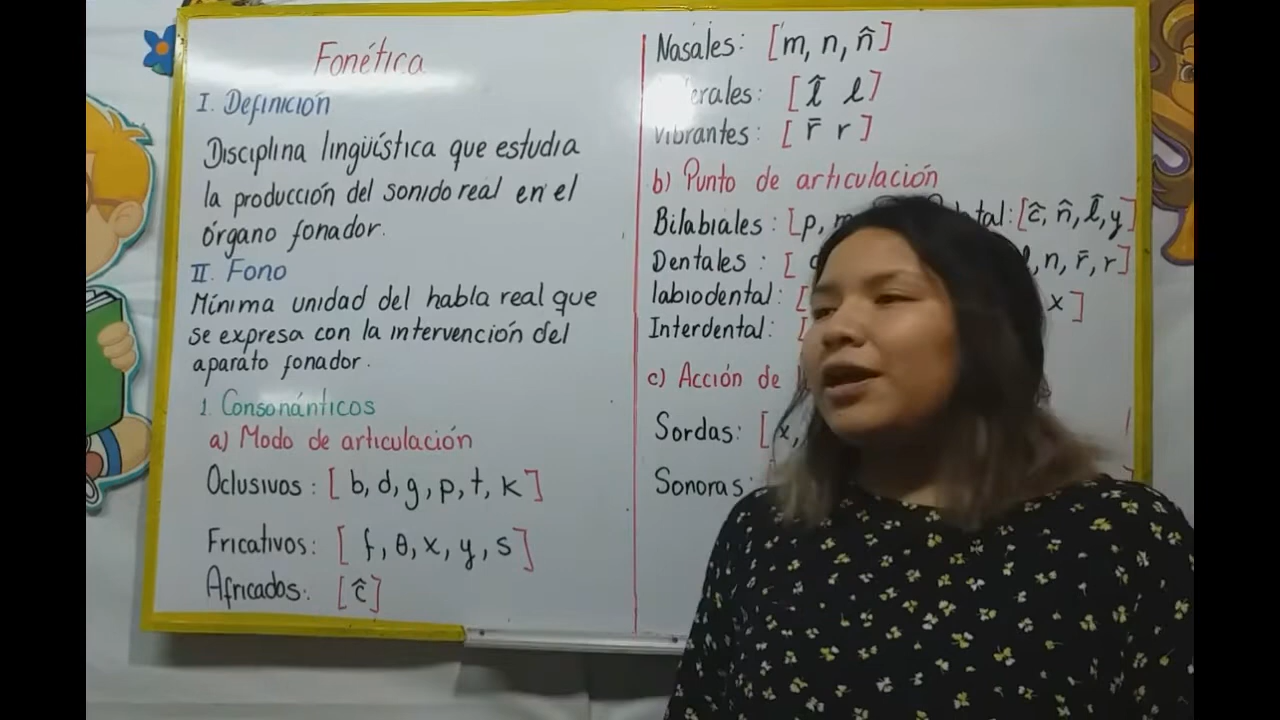 Fonética
I. Definición
Disciplina lingüística que estudia
la producción del sonido real en el
órgano fonador.
II. Fono
Mínima unidad del habla real que
se expresa con la intervención del
aparato fonador.
1. Consonánticos
a) Modo de articulación
Oclusivos: [b, d, g, p, t, k]
Fricativos: [f, θ, x, y, s]
Africados: [ĉ]
Nasales: [m, n, n̂]
[l̂ l]
Vibrantes: [r̄ r]
b) Punto de articulación
Bilabiales: [p, [ĉ, n̂, l̂, y]
Dentales: [ n, r̄, r]
labiodental: [ x]
Interdental: [
c) Acción de
Sordas: [x,
Sonoras: